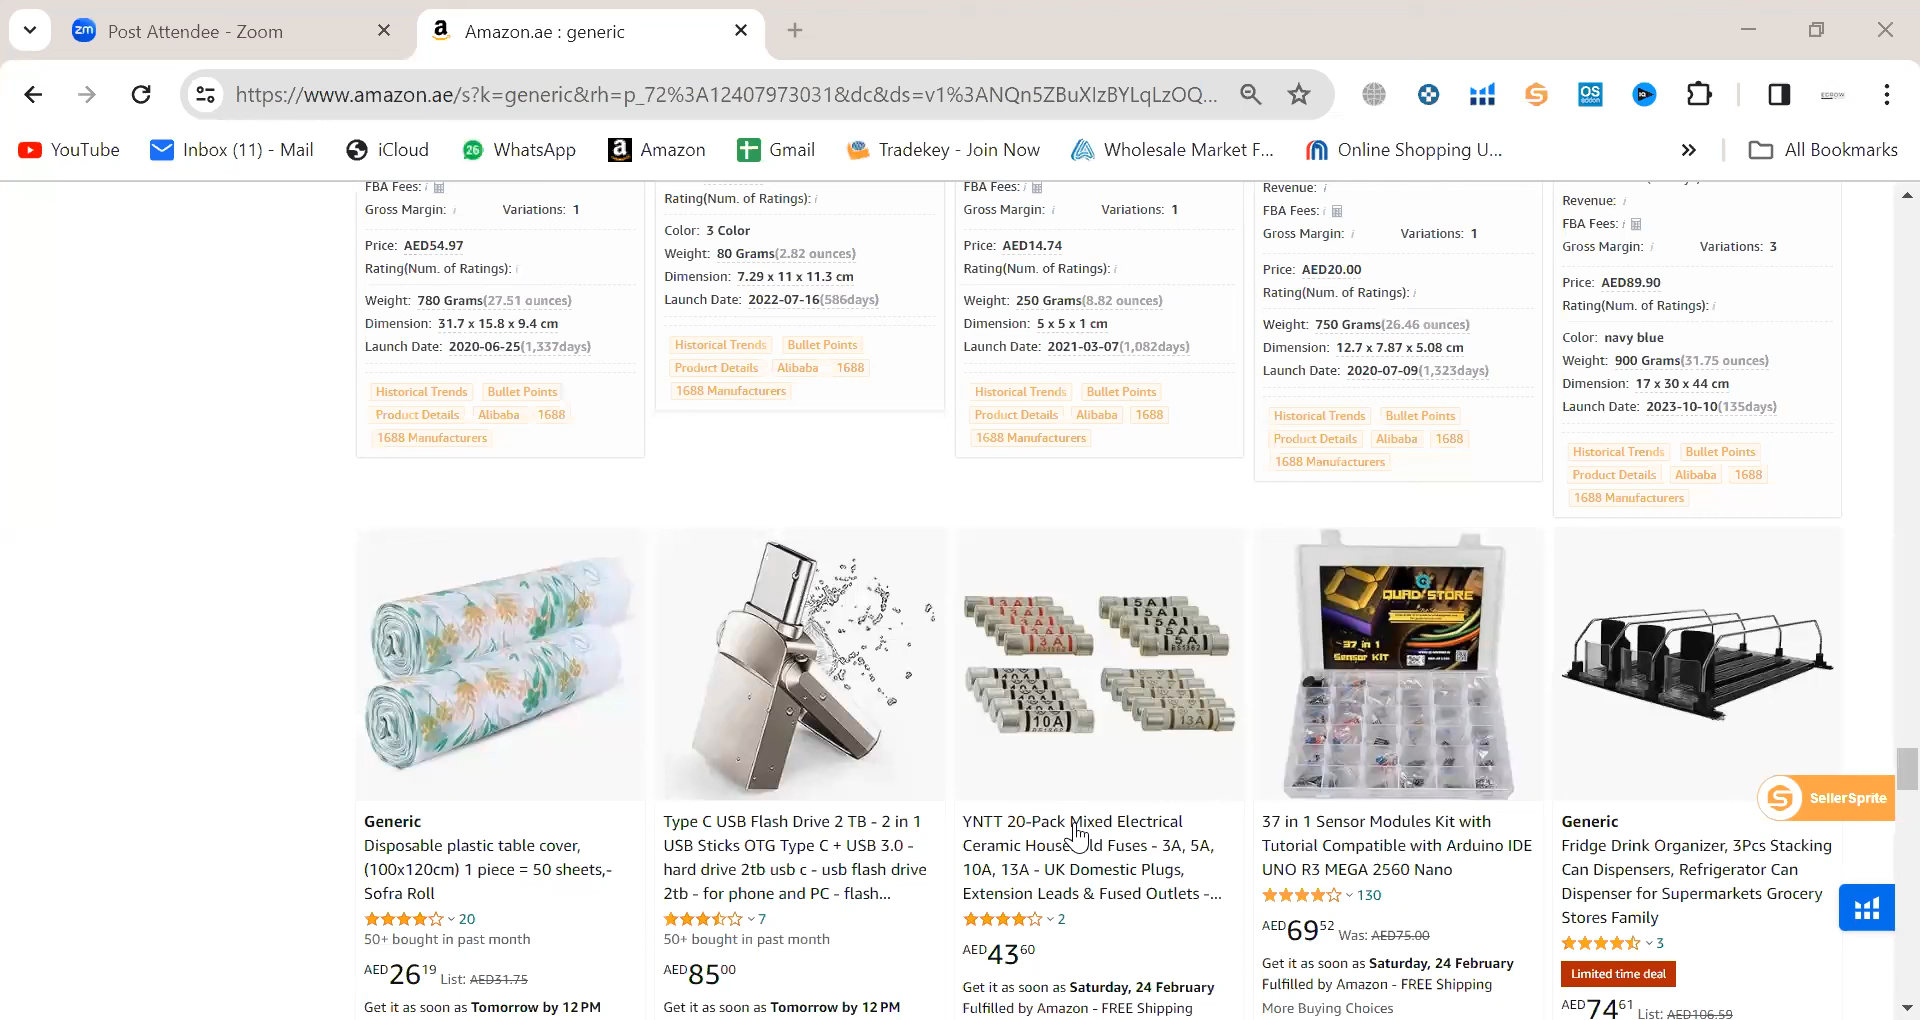 zm Post Attendee - Zoom
a Amazon.ae : generic
https://www.amazon.ae/s?k=generic&rh=p_72%3A12407973031&dc&ds=v1%3ANQn5ZBuXIzBYLqLzOQ...
YouTube
Inbox (11) - Mail
iCloud
26 WhatsApp
a Amazon
Gmail
Tradekey - Join Now
Wholesale Market F...
Online Shopping U...
»
All Bookmarks
FBA Fees:
Gross Margin: Variations: 1
Price: AED54.97
Rating(Num. of Ratings):
Weight: 780 Grams(27.51 ounces)
Dimension: 31.7 x 15.8 x 9.4 cm
Launch Date: 2020-06-25(1,337days)
Historical Trends Bullet Points
Product Details Alibaba 1688
1688 Manufacturers
Rating(Num. of Ratings):
Color: 3 Color
Weight: 80 Grams(2.82 ounces)
Dimension: 7.29 x 11 x 11.3 cm
Launch Date: 2022-07-16(586days)
Historical Trends Bullet Points
Product Details Alibaba 1688
1688 Manufacturers
FBA Fees:
Gross Margin: Variations: 1
Price: AED14.74
Rating(Num. of Ratings):
Weight: 250 Grams(8.82 ounces)
Dimension: 5 x 5 x 1 cm
Launch Date: 2021-03-07(1,082days)
Historical Trends Bullet Points
Product Details Alibaba 1688
1688 Manufacturers
Revenue:
FBA Fees:
Gross Margin: Variations: 1
Price: AED20.00
Rating(Num. of Ratings):
Weight: 750 Grams(26.46 ounces)
Dimension: 12.7 x 7.87 x 5.08 cm
Launch Date: 2020-07-09(1,323days)
Historical Trends Bullet Points
Product Details Alibaba 1688
1688 Manufacturers
Revenue:
FBA Fees:
Gross Margin: Variations: 3
Price: AED89.90
Rating(Num. of Ratings):
Color: navy blue
Weight: 900 Grams(31.75 ounces)
Dimension: 17 x 30 x 44 cm
Launch Date: 2023-10-10(135days)
Historical Trends Bullet Points
Product Details Alibaba 1688
1688 Manufacturers
3 A
5 A
10A
13A
QUAD STORE
37 in 1
Sensor KIT
SellerSprite
Generic
Disposable plastic table cover,
(100x120cm) 1 piece = 50 sheets,-
Sofra Roll
20
50+ bought in past month
AED26 19 List: AED31.75
Get it as soon as Tomorrow by 12 PM
Type C USB Flash Drive 2 TB - 2 in 1
USB Sticks OTG Type C + USB 3.0 -
hard drive 2tb usb c - usb flash drive
2tb - for phone and PC - flash...
7
50+ bought in past month
AED85 00
Get it as soon as Tomorrow by 12 PM
YNTT 20-Pack Mixed Electrical
Ceramic Household Fuses - 3A, 5A,
10A, 13A - UK Domestic Plugs,
Extension Leads & Fused Outlets -...
2
AED43 60
Get it as soon as Saturday, 24 February
Fulfilled by Amazon - FREE Shipping
37 in 1 Sensor Modules Kit with
Tutorial Compatible with Arduino IDE
UNO R3 MEGA 2560 Nano
130
AED69 52 Was: AED75.00
Get it as soon as Saturday, 24 February
Fulfilled by Amazon - FREE Shipping
More Buying Choices
Generic
Fridge Drink Organizer, 3Pcs Stacking
Can Dispensers, Refrigerator Can
Dispenser for Supermarkets Grocery
Stores Family
3
Limited time deal
AED74 61 List: AED106.59